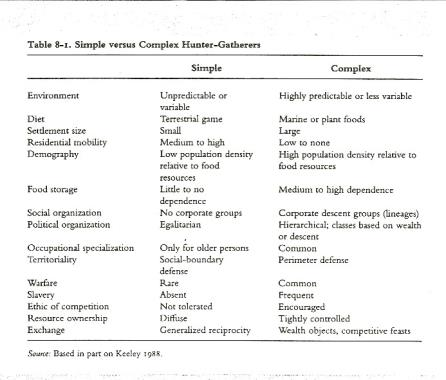 Table 8-1. Simple versus Complex Hunter-Gatherers
Simple Complex
Environment Unpredictable or Highly predictable or less variable
variable
Diet Terrestrial game Marine or plant foods
Settlement size Small Large
Residential mobility Medium to high Low to none
Demography Low population density High population density relative to
relative to food food resources
resources
Food storage Little to no Medium to high dependence
dependence
Social organization No corporate groups Corporate descent groups (lineages)
Political organization Egalitarian Hierarchical; classes based on wealth
or descent
Occupational specialization Only for older persons Common
Territoriality Social-boundary Perimeter defense
defense
Warfare Rare Common
Slavery Absent Frequent
Ethic of competition Not tolerated Encouraged
Resource ownership Diffuse Tightly controlled
Exchange Generalized reciprocity Wealth objects, competitive feasts
Source: Based in part on Keeley 1988.